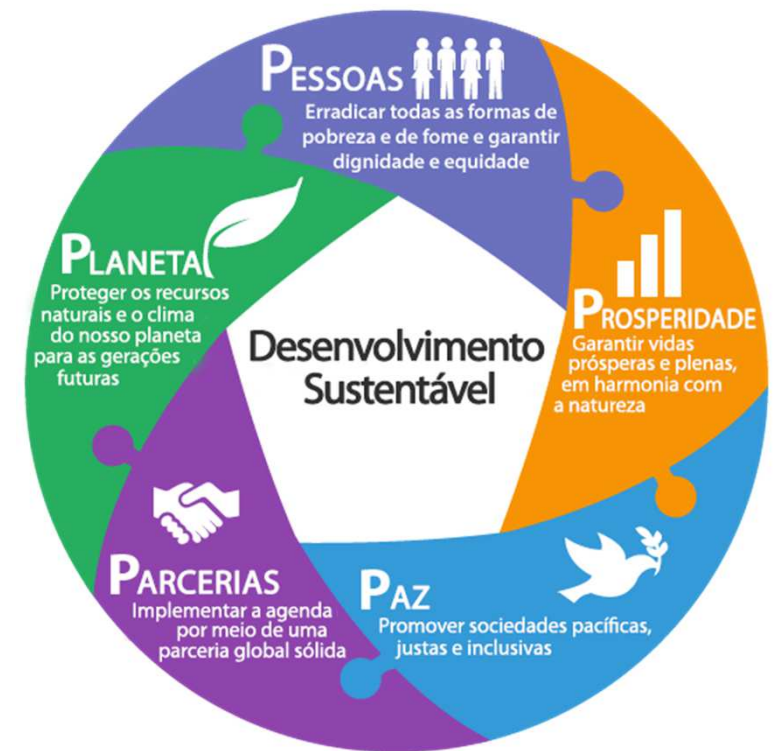 PESSOAS
Erradicar todas as formas de
pobreza e de fome e garantir
dignidade e equidade
PROSPERIDADE
Garantir vidas
prósperas e plenas,
em harmonia com
a natureza
PAZ
Promover sociedades pacíficas,
justas e inclusivas
PARCERIAS
Implementar a agenda
por meio de uma
parceria global sólida
PLANETA
Proteger os recursos
naturais e o clima
do nosso planeta
para as gerações
futuras
Desenvolvimento
Sustentável